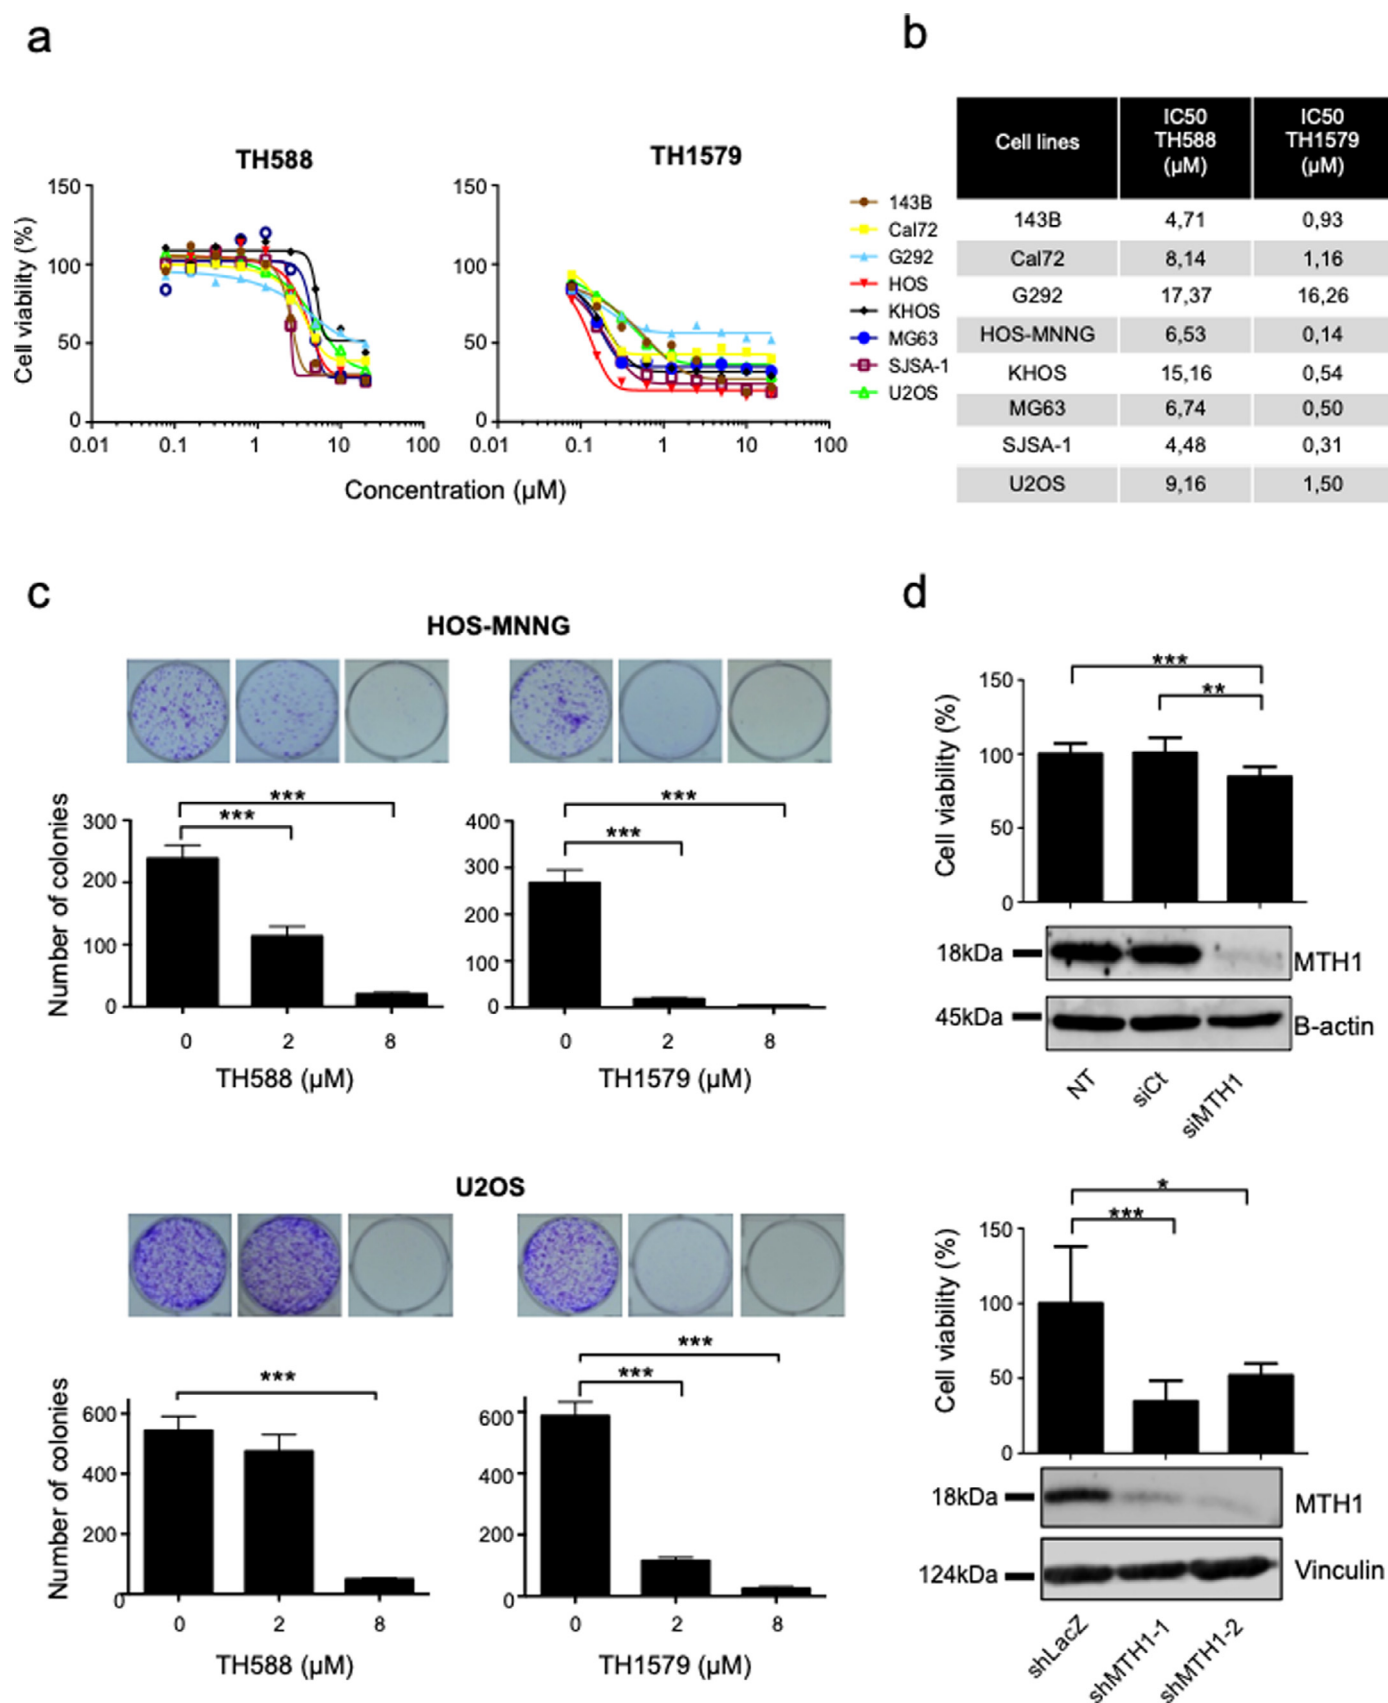 a
b
TH588
TH1579
Cell viability (%)
150
100
50
0
0.01
0.1
1
10
100
150
100
50
0
0.01
0.1
1
10
100
Concentration (µM)
143B
Cal72
G292
HOS
KHOS
MG63
SJSA-1
U2OS
Cell lines IC50 TH588 (µM) IC50 TH1579 (µM)
143B 4,71 0,93
Cal72 8,14 1,16
G292 17,37 16,26
HOS-MNNG 6,53 0,14
KHOS 15,16 0,54
MG63 6,74 0,50
SJSA-1 4,48 0,31
U2OS 9,16 1,50
c
HOS-MNNG
Number of colonies
300
200
100
0
***
***
0 2 8
TH588 (µM)
400
300
200
100
0
***
***
0 2 8
TH1579 (µM)
U2OS
Number of colonies
600
400
200
0
***
0 2 8
TH588 (µM)
600
400
200
0
***
***
0 2 8
TH1579 (µM)
d
Cell viability (%)
150
100
50
0
***
**
18kDa MTH1
45kDa B-actin
NT siCt siMTH1
Cell viability (%)
150
100
50
0
*
***
18kDa MTH1
124kDa Vinculin
shLacZ shMTH1-1 shMTH1-2